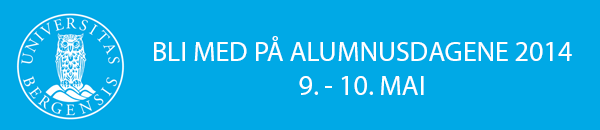 UNIVERSITAS
BERGENSIS
BLI MED PÅ ALUMNUSDAGENE 2014
9. - 10. MAI